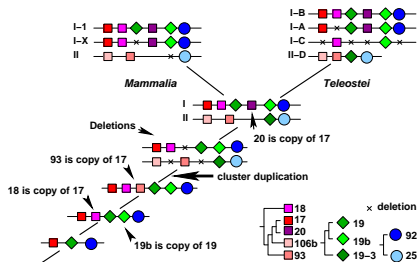 I-1
I-X
II
I-B
I-A
I-C
II-D
Mammalia
Teleostei
I
II
20 is copy of 17
Deletions
93 is copy of 17
cluster duplication
18 is copy of 17
19b is copy of 19
18
17
20
106b
93
19
19b
19-3
× deletion
92
25